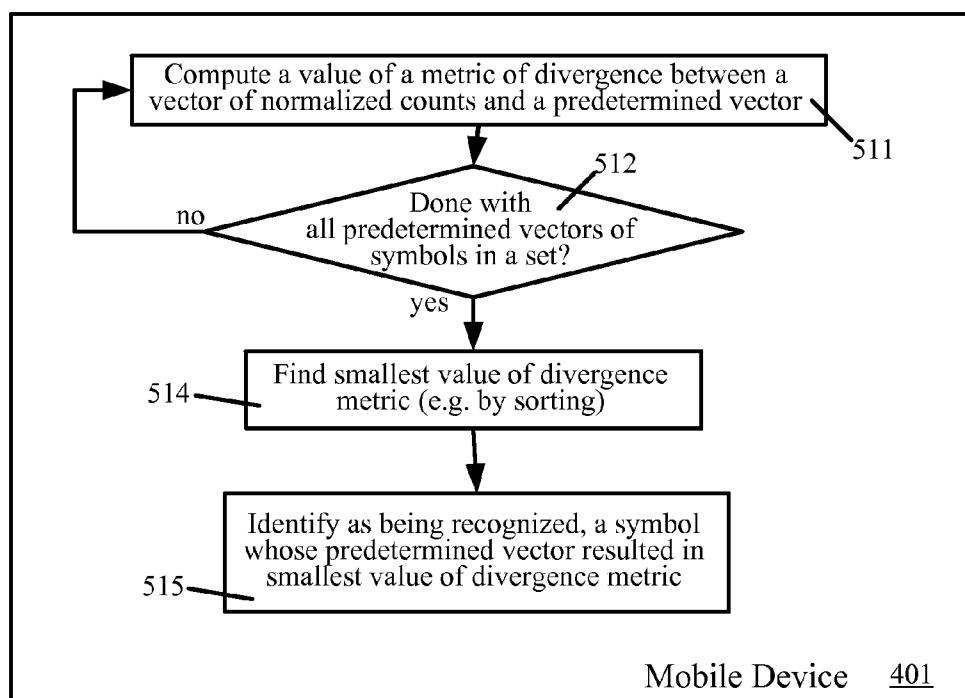 Compute a value of a metric of divergence between a
vector of normalized counts and a predetermined vector
511
512
Done with
all predetermined vectors of
symbols in a set?
no
yes
Find smallest value of divergence
metric (e.g. by sorting)
514
Identify as being recognized, a symbol
whose predetermined vector resulted in
smallest value of divergence metric
515
Mobile Device 401